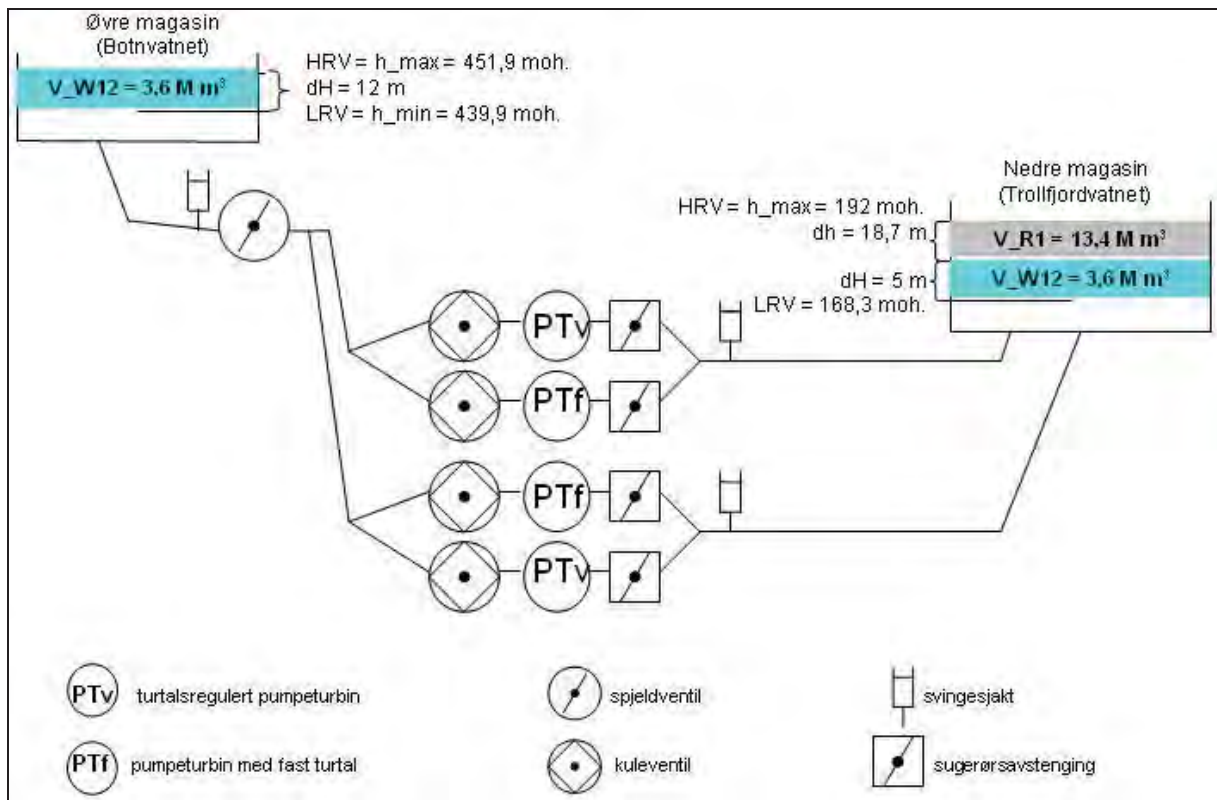 Øvre magasin
(Botnvatnet)
HRV = h_max = 451,9 moh.
V_W12 = 3,6 M m³
dH = 12 m
LRV = h_min = 439,9 moh.
Nedre magasin
(Trollfjordvatnet)
HRV = h_max = 192 moh.
dh = 18,7 m
V_R1 = 13,4 M m³
dH = 5 m
V_W12 = 3,6 M m³
LRV = 168,3 moh.
PTv
PTf
PTf
PTv
PTv turtalsregulert pumpeturbin
spjeldventil
svingesjakt
PTf pumpeturbin med fast turtal
kuleventil
sugerørsavstenging